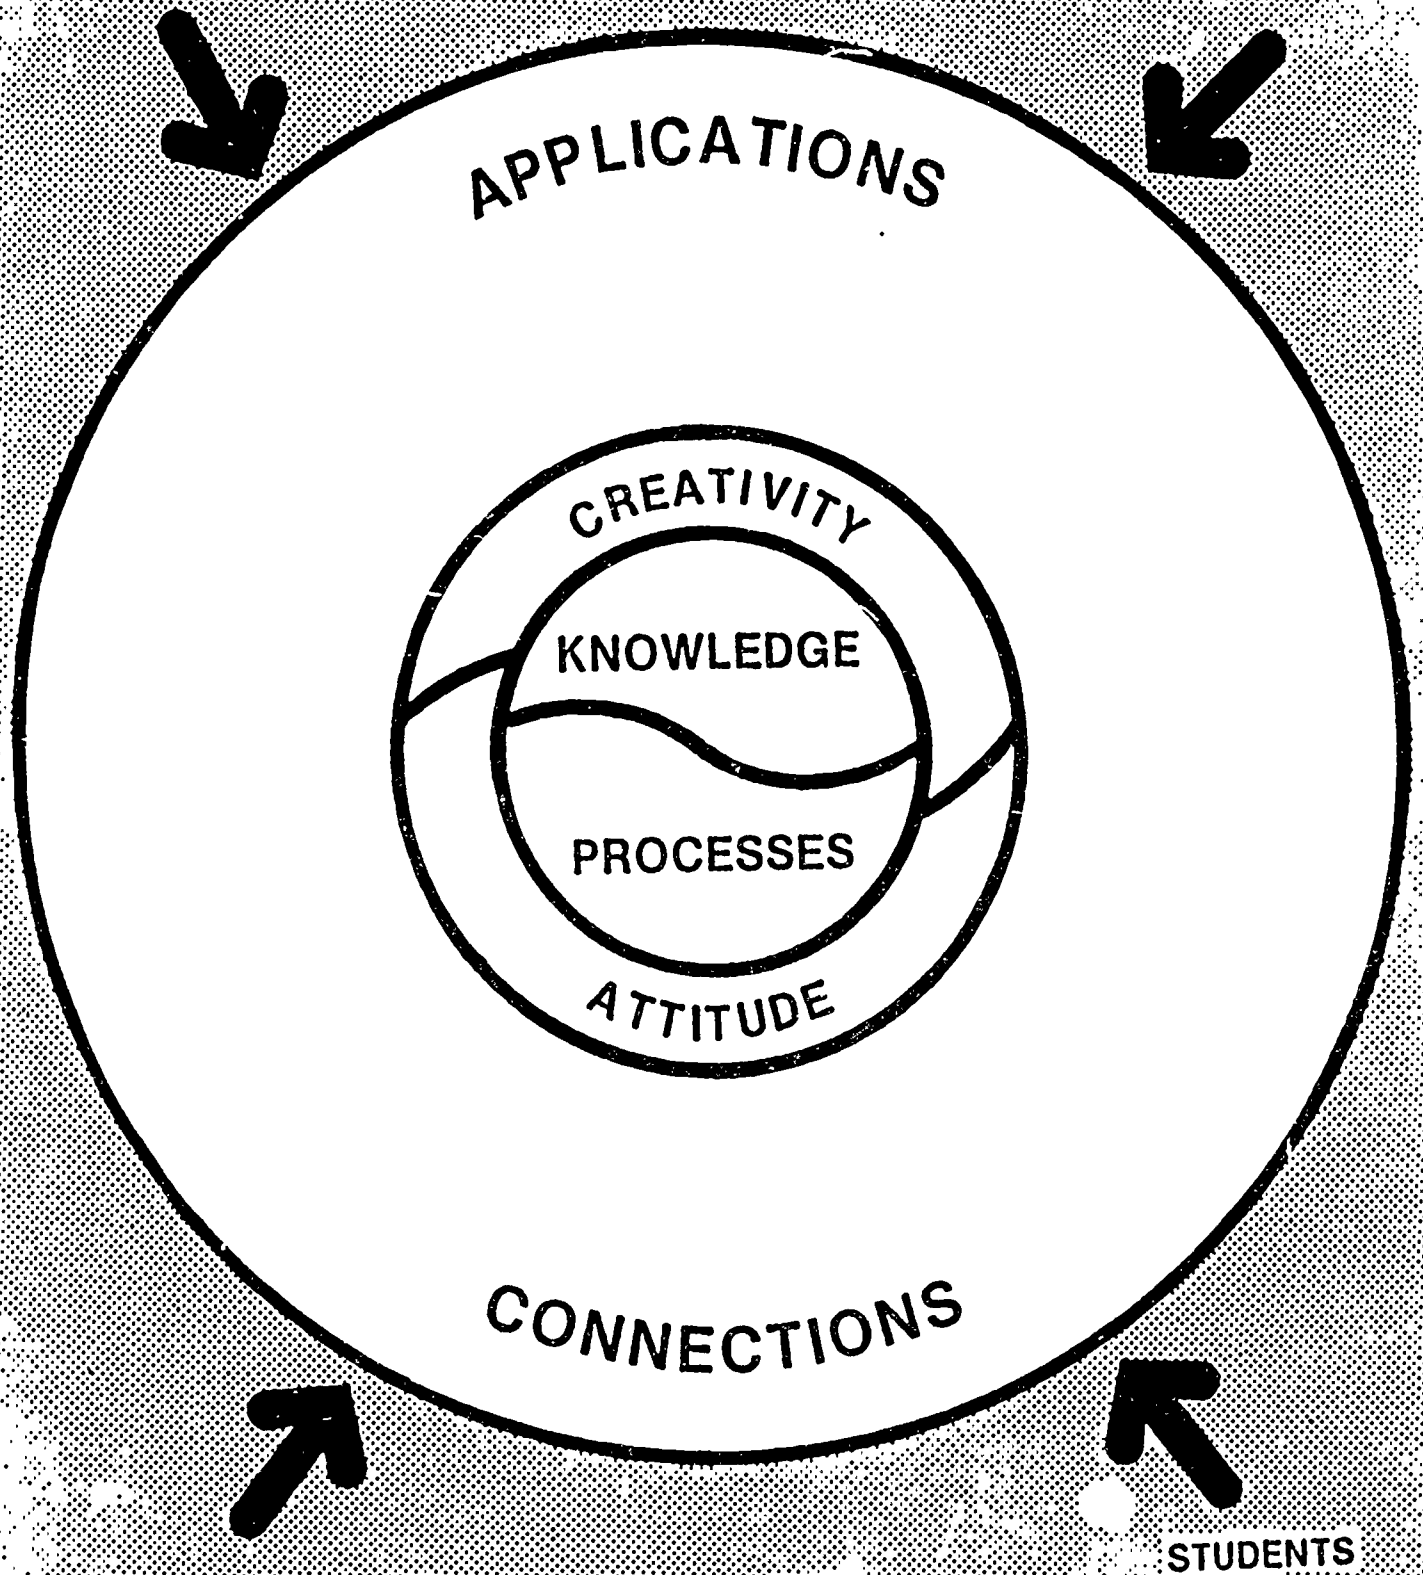 APPLICATIONS
CREATIVITY
KNOWLEDGE
PROCESSES
ATTITUDE
CONNECTIONS
STUDENTS